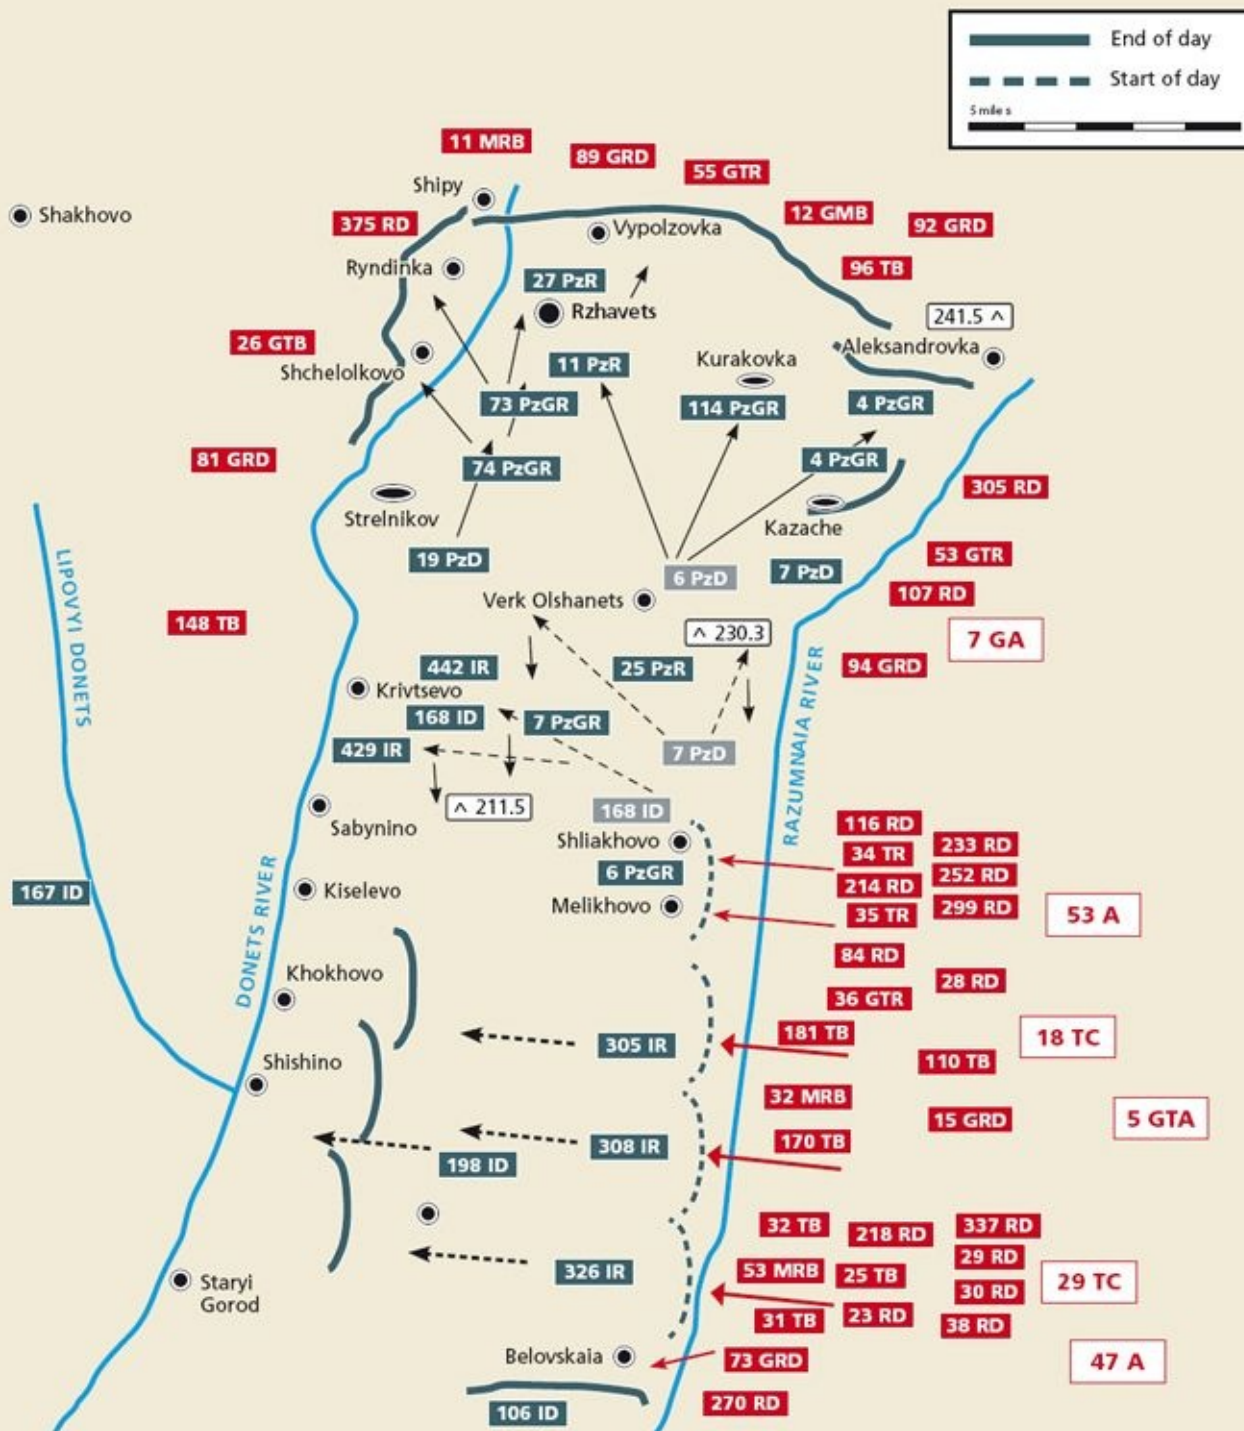 End of day
Start of day
5 mile s
11 MRB
89 GRD
55 GTR
Shipy
12 GMB
Shakhovo
375 RD
Vypolzovka
92 GRD
Ryndinka
96 TB
27 PzR
Rzhavets
241.5 ^
26 GTB
Aleksandrovka
Shchelolkovo
11 PzR
Kurakovka
73 PzGR
114 PzGR
4 PzGR
81 GRD
74 PzGR
4 PzGR
305 RD
Strelnikov
Kazache
19 PzD
53 GTR
6 PzD
7 PzD
107 RD
Verk Olshanets
LIPOVYI DONETS
148 TB
^ 230.3
7 GA
442 IR
25 PzR
94 GRD
Krivtsevo
RAZUMNAIA RIVER
168 ID
7 PzGR
429 IR
7 PzD
^ 211.5
168 ID
Sabynino
116 RD
Shliakhovo
34 TR
233 RD
6 PzGR
214 RD
252 RD
167 ID
Kiselevo
Melikhovo
35 TR
299 RD
53 A
DONETS RIVER
84 RD
Khokhovo
28 RD
36 GTR
305 IR
181 TB
18 TC
Shishino
110 TB
32 MRB
15 GRD
5 GTA
308 IR
170 TB
198 ID
32 TB
218 RD
337 RD
29 RD
326 IR
53 MRB
25 TB
29 TC
Staryi
Gorod
30 RD
31 TB
23 RD
38 RD
Belovskaia
73 GRD
47 A
270 RD
106 ID